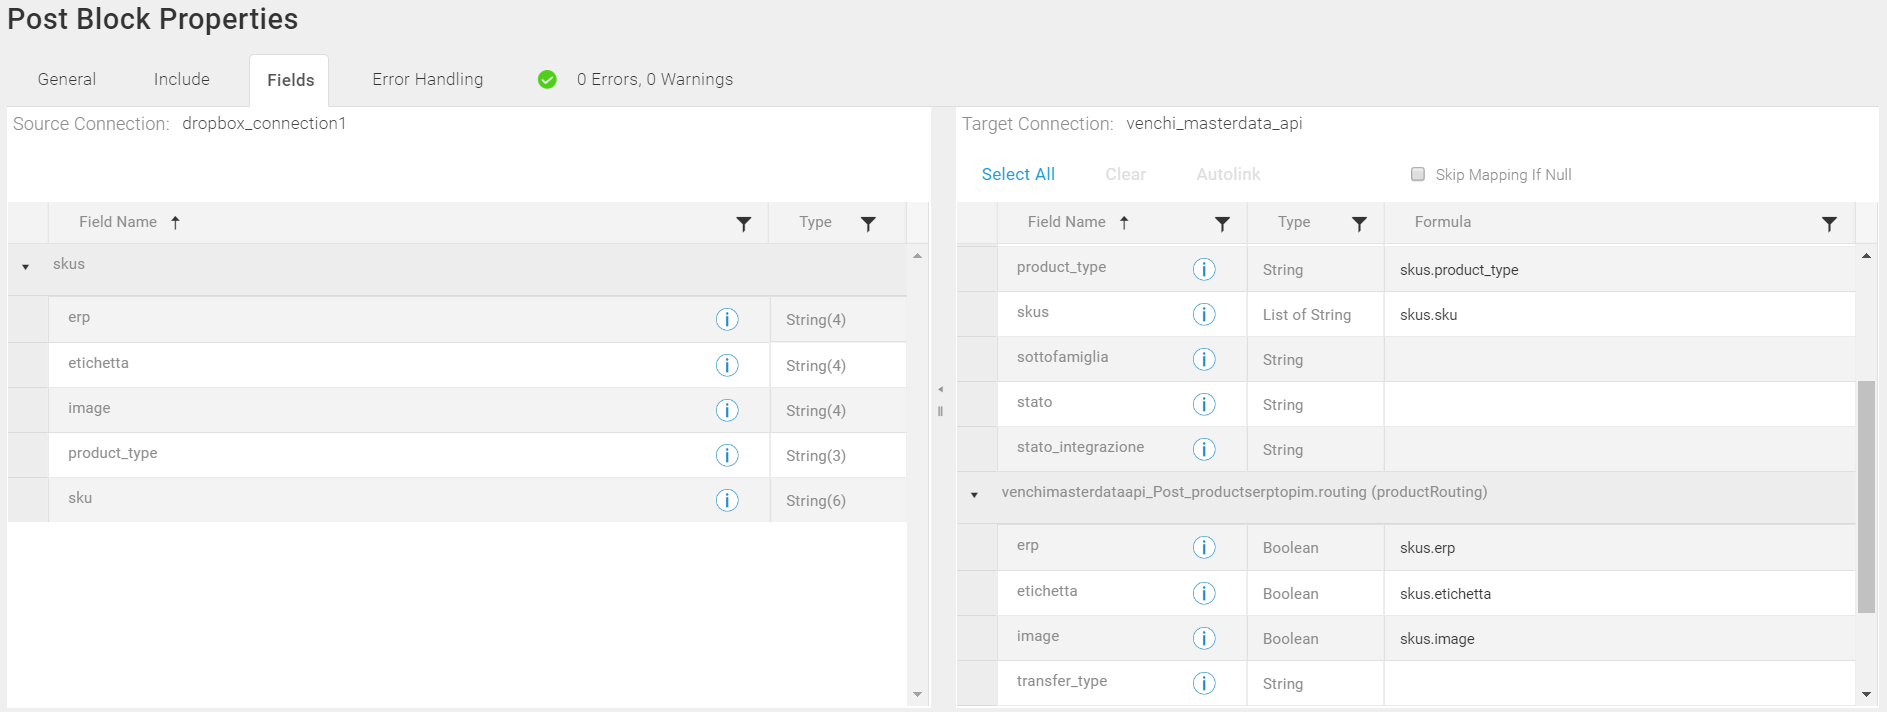 Post Block Properties
General Include Fields Error Handling 0 Errors, 0 Warnings
Source Connection: dropbox_connection1
Field Name Type
skus
erp String(4)
etichetta String(4)
image String(4)
product_type String(3)
sku String(6)
Target Connection: venchi_masterdata_api
Select All Clear Autolink Skip Mapping If Null
Field Name Type Formula
product_type String skus.product_type
skus List of String skus.sku
sottofamiglia String
stato String
stato_integrazione String
venchimasterdataapi_Post_productserptopim.routing (productRouting)
erp Boolean skus.erp
etichetta Boolean skus.etichetta
image Boolean skus.image
transfer_type String